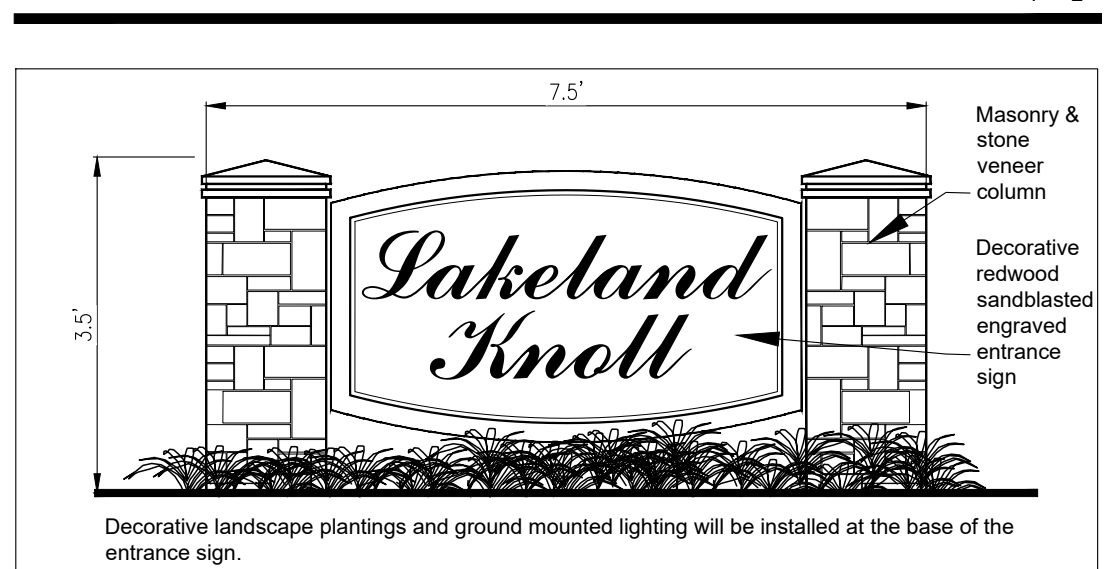 7.5'
Masonry &
stone
veneer
column
3.5'
Lakeland
Knoll
Decorative
redwood
sandblasted
engraved
entrance
sign
Decorative landscape plantings and ground mounted lighting will be installed at the base of the
entrance sign.